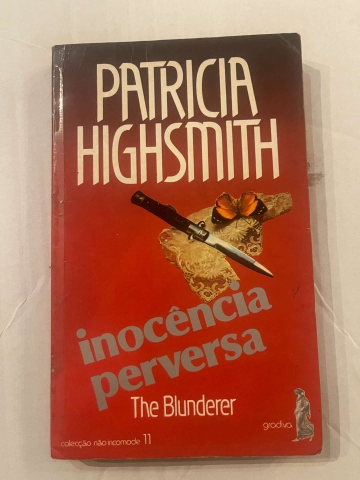 PATRICIA
HIGHSMITH
inocência
perversa
The Blunderer
colecção não incomode 11
gradiva